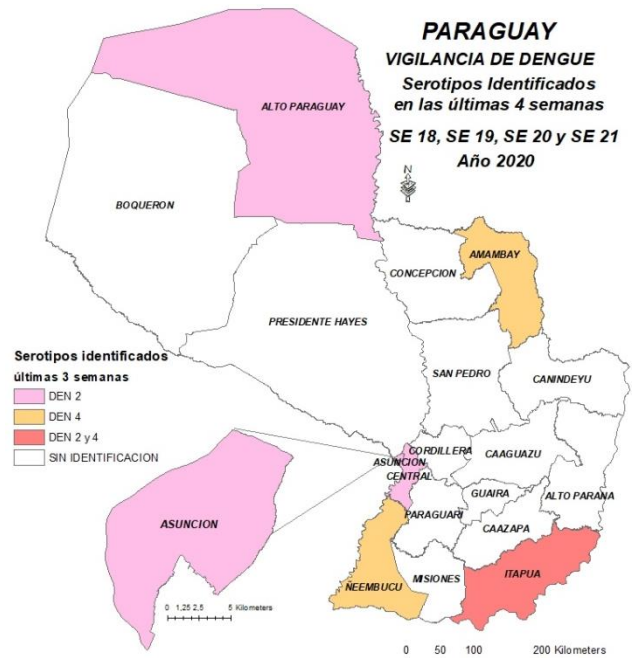 PARAGUAY
VIGILANCIA DE DENGUE
Serotipos Identificados
en las últimas 4 semanas
SE 18, SE 19, SE 20 y SE 21
Año 2020
N
ALTO PARAGUAY
BOQUERON
AMAMBAY
CONCEPCION
PRESIDENTE HAYES
SAN PEDRO
CANINDEYU
Serotipos identificados
últimas 3 semanas
DEN 2
DEN 4
DEN 2 y 4
SIN IDENTIFICACION
CORDILLERA
CAAGUAZU
ASUNCION
CENTRAL
GUAIRA
ALTO PARANA
PARAGUARI
CAAZAPA
ASUNCION
ITAPUA
MISIONES
ÑEEMBUCU
0 1,25 2,5 5 Kilometers
0 50 100 200 Kilometers